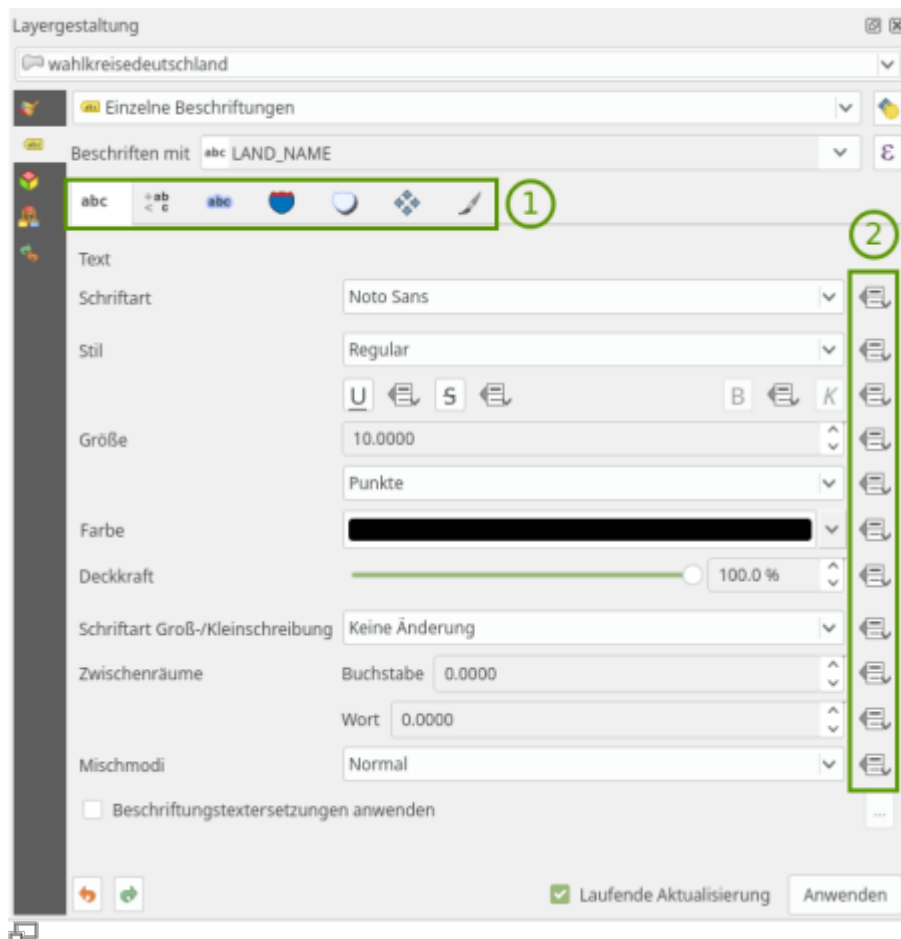 Layergestaltung
wahlkreisedeutschland
abc Einzelne Beschriftungen
Beschriften mit abc LAND_NAME ε
abc +ab < c abc 1
2
Text
Schriftart Noto Sans
Stil Regular
U S B K
Größe 10.0000
Punkte
Farbe
Deckkraft 100.0 %
Schriftart Groß-/Kleinschreibung Keine Änderung
Zwischenräume Buchstabe 0.0000
Wort 0.0000
Mischmodi Normal
Beschriftungstextersetzungen anwenden ...
Laufende Aktualisierung Anwenden